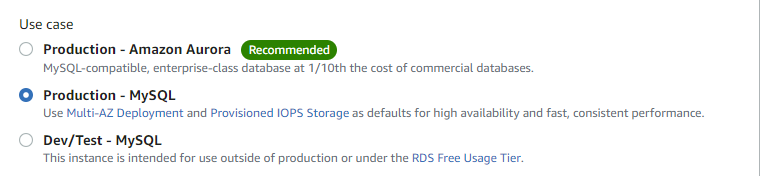 Use case
Production - Amazon Aurora Recommended
MySQL-compatible, enterprise-class database at 1/10th the cost of commercial databases.
Production - MySQL
Use Multi-AZ Deployment and Provisioned IOPS Storage as defaults for high availability and fast, consistent performance.
Dev/Test - MySQL
This instance is intended for use outside of production or under the RDS Free Usage Tier.